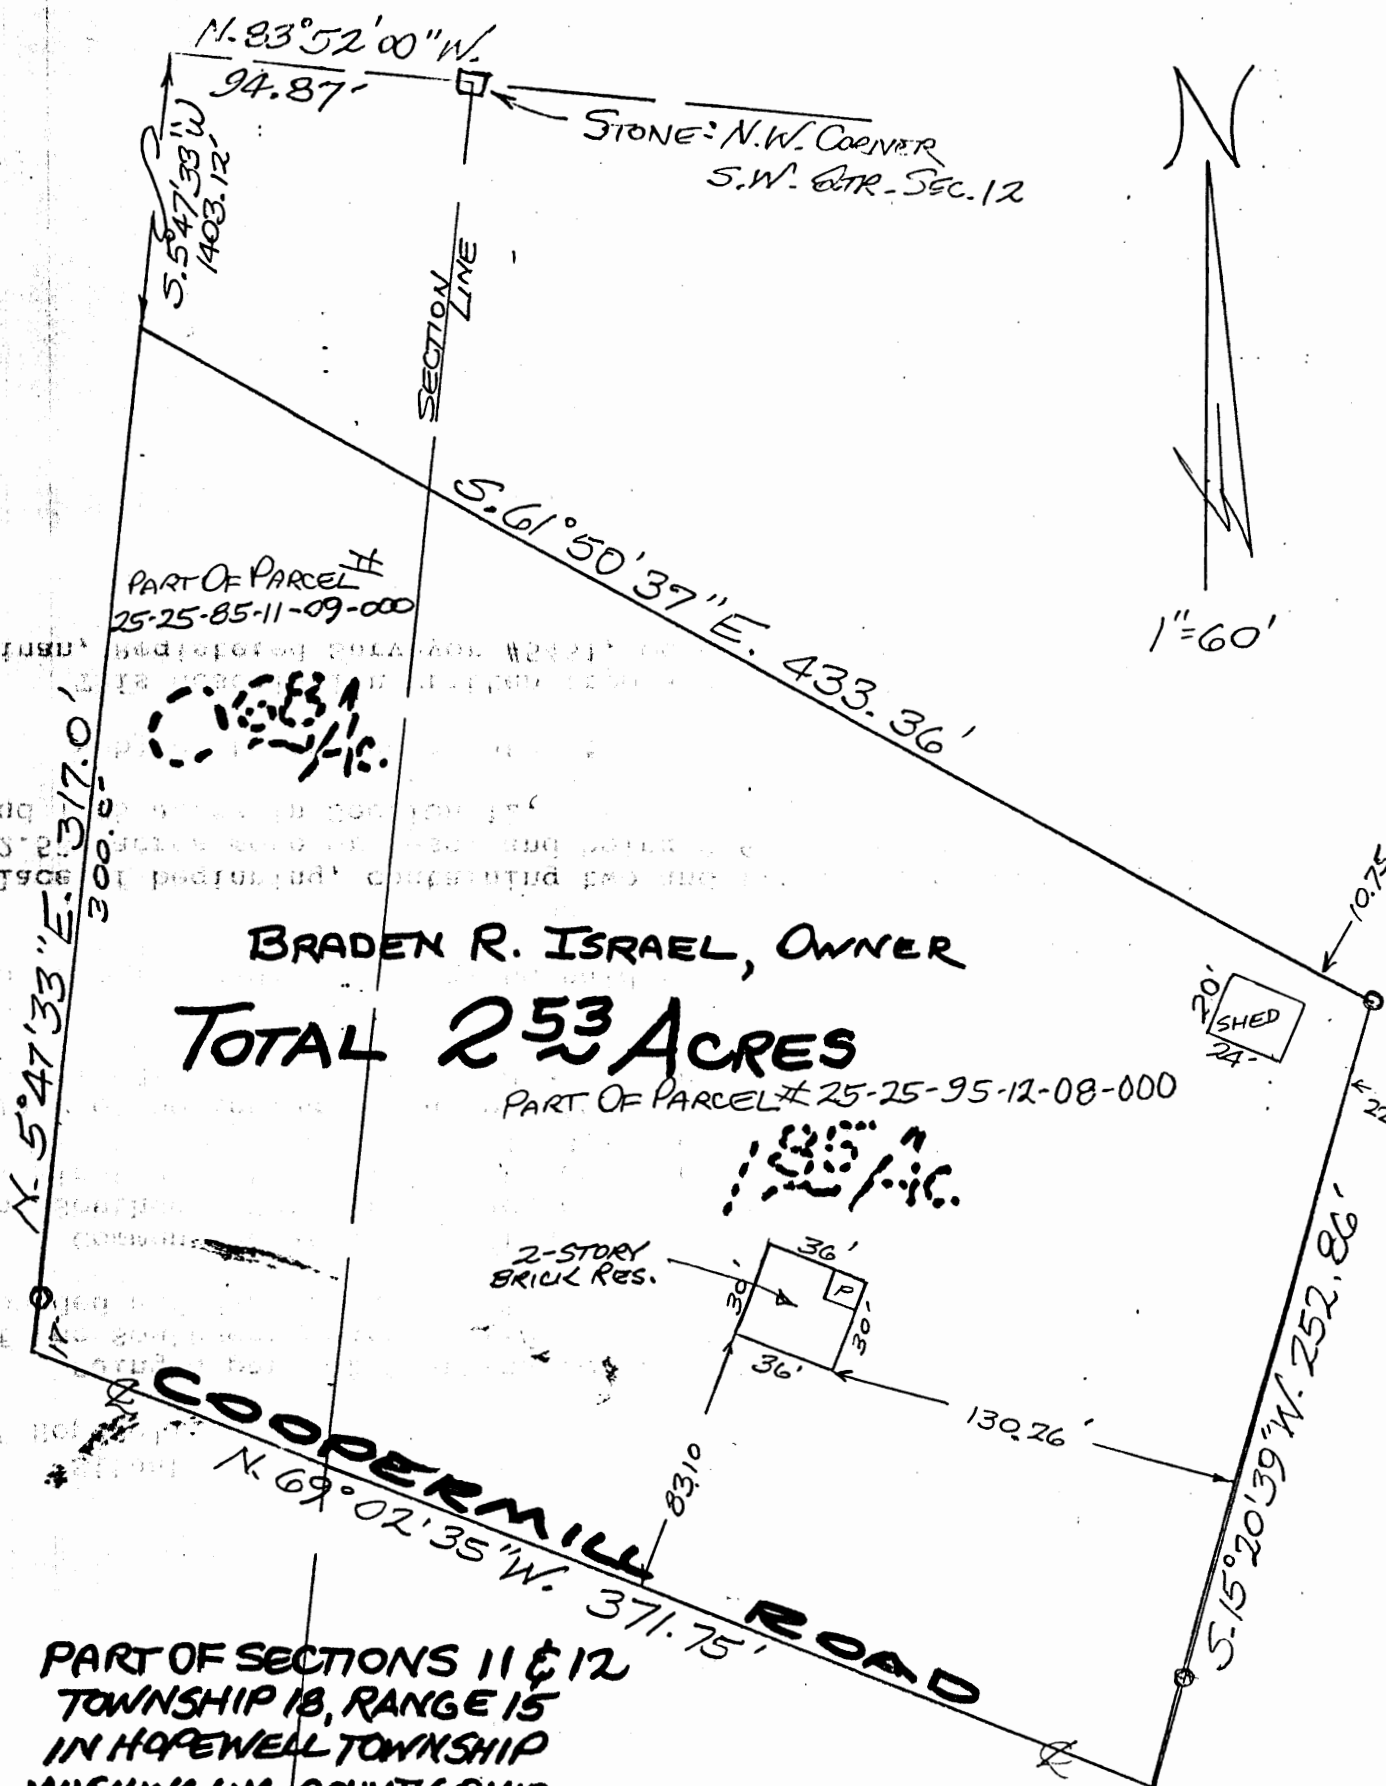 N. 83°52'00" W.
94.87'
STONE: N.W. CORNER
S.W. QTR. SEC. 12
N
S. 5°47'33" W
1403.12'
SECTION
LINE
1"=60'
S. 61°50'37" E. 433.36'
PART OF PARCEL #
25-25-85-11-09-000
N. 5°47'33" E. 317.0'
300.0'
10.75
BRADEN R. ISRAEL, OWNER
TOTAL 2.53 ACRES
20'
SHED
24'
22
PART OF PARCEL # 25-25-95-12-08-000
1.85 Ac.
2-STORY
BRICK RES.
36'
P
30'
30'
36'
130.26'
83.10
17'
S. 15°20'39" W. 252.86'
COOPERMILL ROAD
N. 69°02'35" W. 371.75'
PART OF SECTIONS 11 & 12
TOWNSHIP 18, RANGE 15
IN HOPEWELL TOWNSHIP